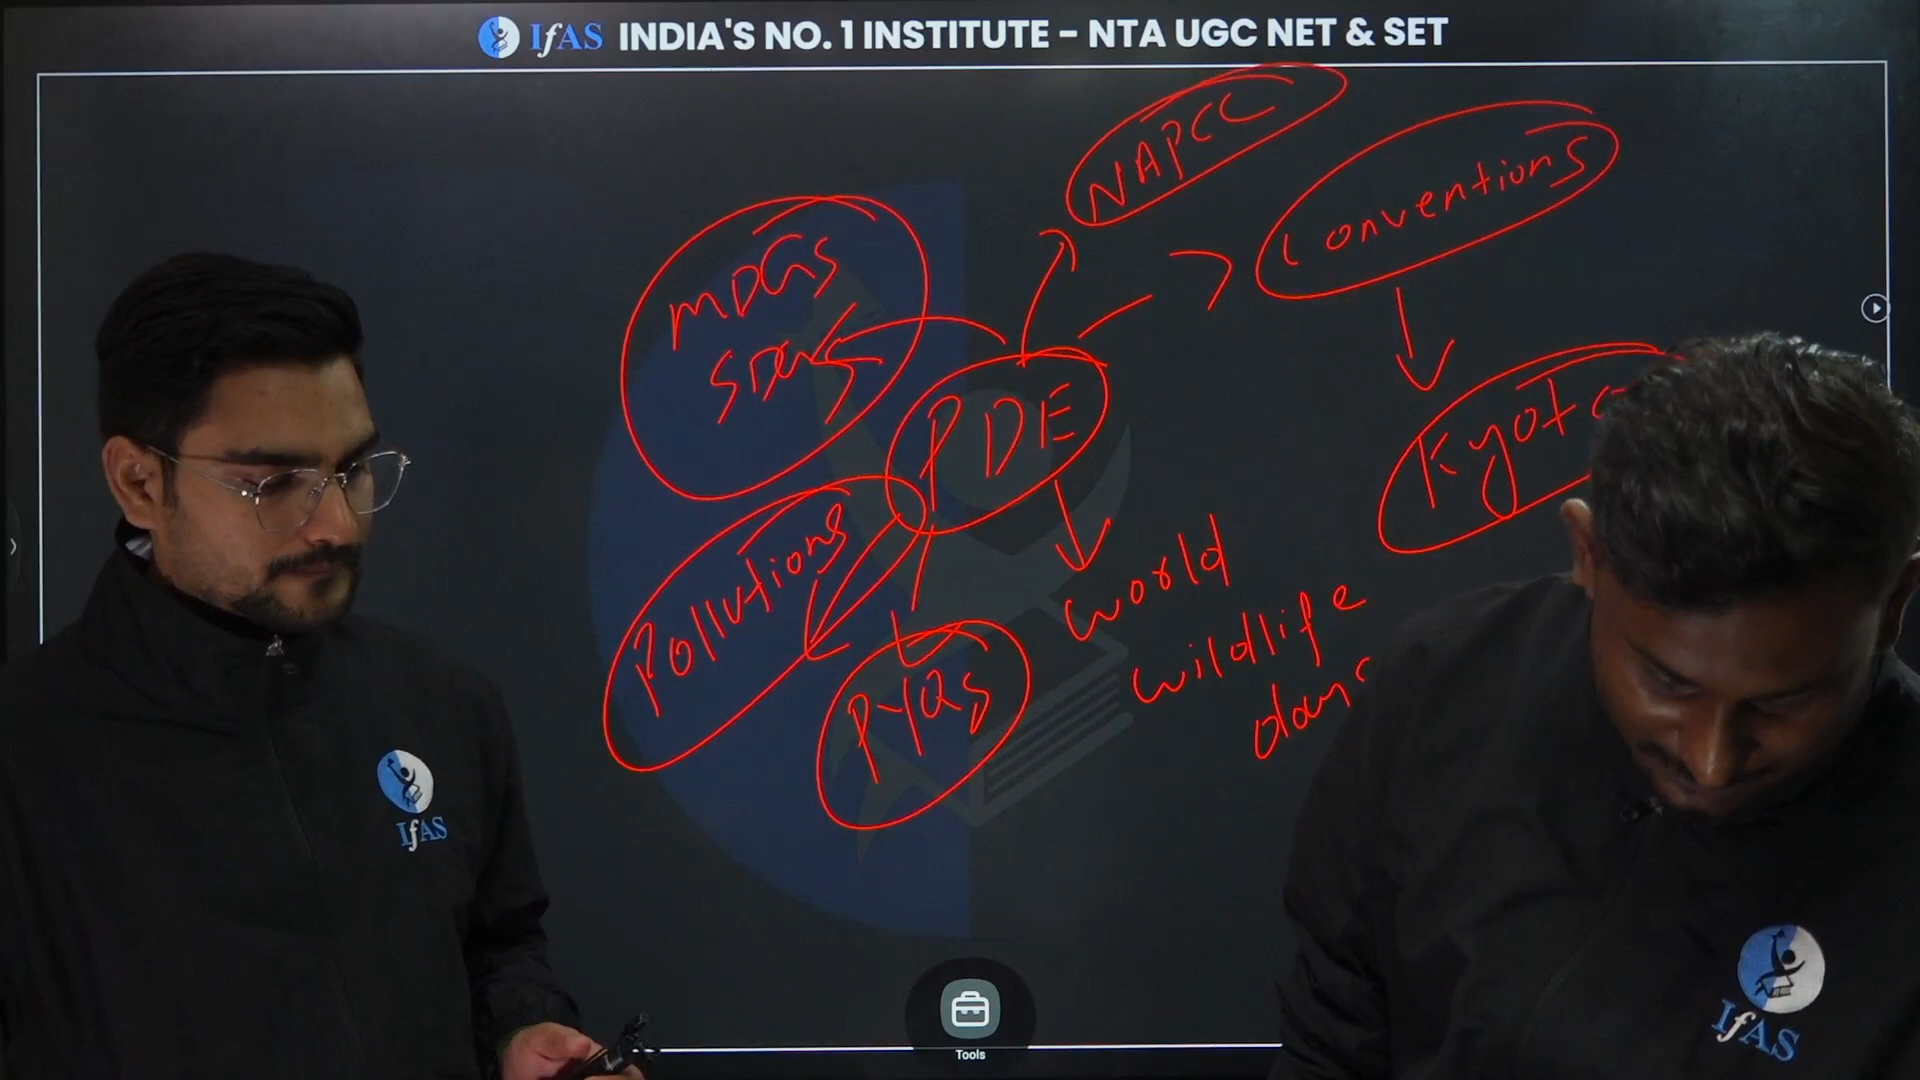 IfAS INDIA'S NO. 1 INSTITUTE – NTA UGC NET & SET
NAPCC
Conventions
MDGs
SDGs
PDE
Pollutions
PYQs
world
wildlife
IfAS
IfAS
Tools